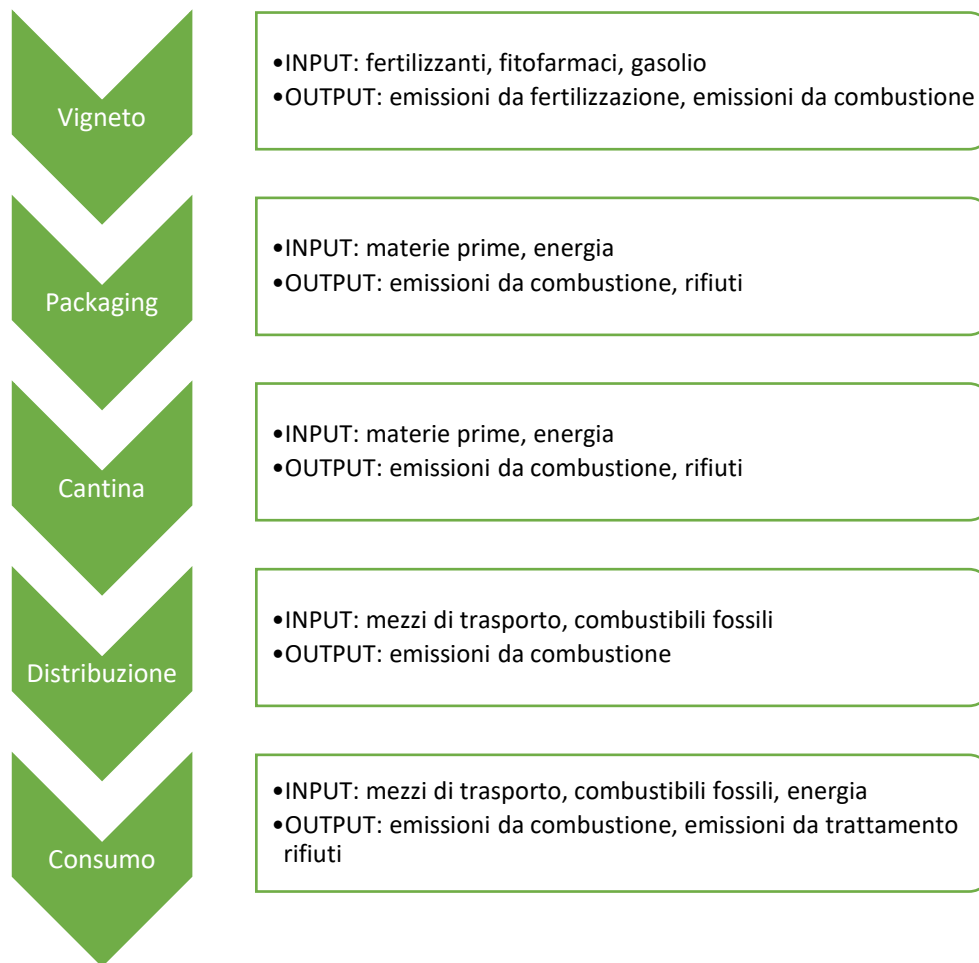 Vigneto
•INPUT: fertilizzanti, fitofarmaci, gasolio
•OUTPUT: emissioni da fertilizzazione, emissioni da combustione
Packaging
•INPUT: materie prime, energia
•OUTPUT: emissioni da combustione, rifiuti
Cantina
•INPUT: materie prime, energia
•OUTPUT: emissioni da combustione, rifiuti
Distribuzione
•INPUT: mezzi di trasporto, combustibili fossili
•OUTPUT: emissioni da combustione
Consumo
•INPUT: mezzi di trasporto, combustibili fossili, energia
•OUTPUT: emissioni da combustione, emissioni da trattamento
rifiuti